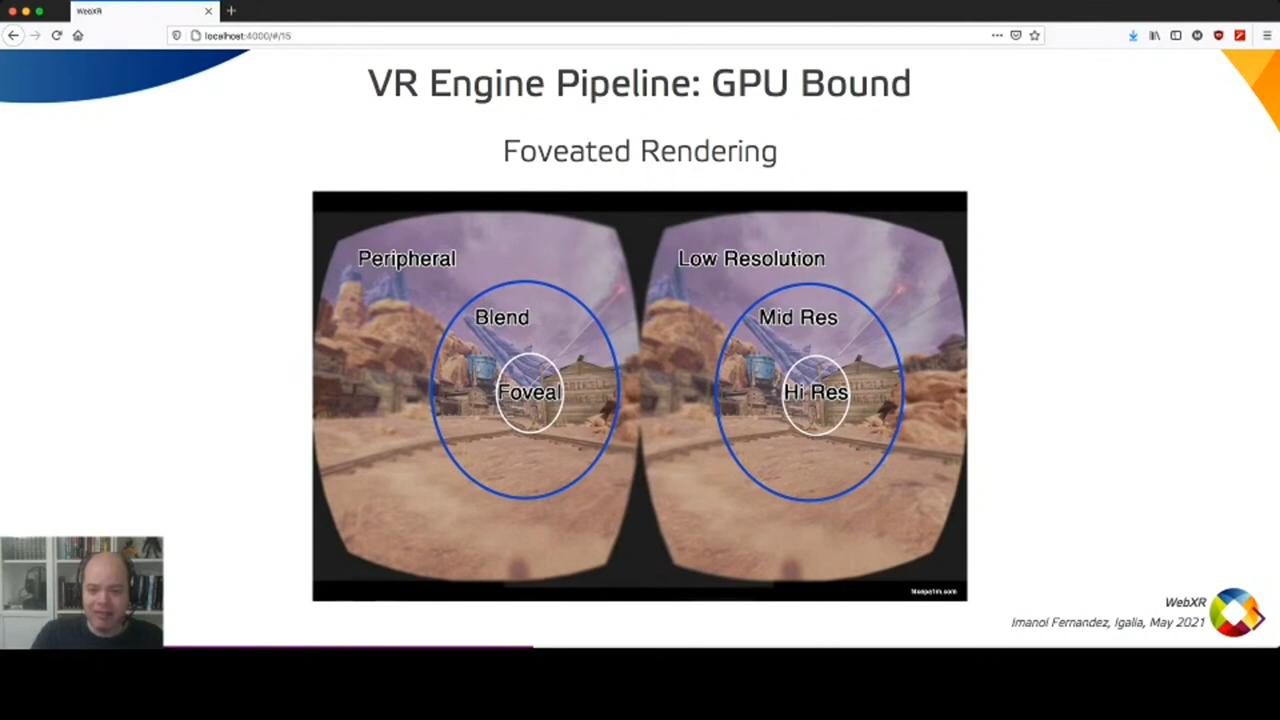 WebXR
localhost:4000/#/15
VR Engine Pipeline: GPU Bound
Foveated Rendering
Peripheral
Low Resolution
Blend
Mid Res
Foveal
Hi Res
WebXR
Imanol Fernandez, Igalia, May 2021